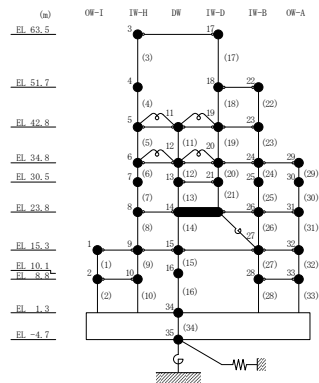 (m) OW-I IW-H DW IW-D IW-B OW-A
EL 63.5 3 17
(3) (17)
EL 51.7 4 18 22
(4) (18) (22)
EL 42.8 5 11 19 23
(5) (11) (19) (23)
EL 34.8 6 12 20 24 29
(6) (12) (20) (24) (29)
EL 30.5 7 13 21 25 30
(7) (13) (21) (25) (30)
EL 23.8 8 14 26 31
(8) (14) 27 (26) (31)
EL 15.3 1 9 15 32
(1) (9) (15) (27) (32)
EL 10.1 16
EL 8.8 2 10 28 33
(2) (10) (16) (28) (33)
EL 1.3 34
(34)
EL -4.7 35